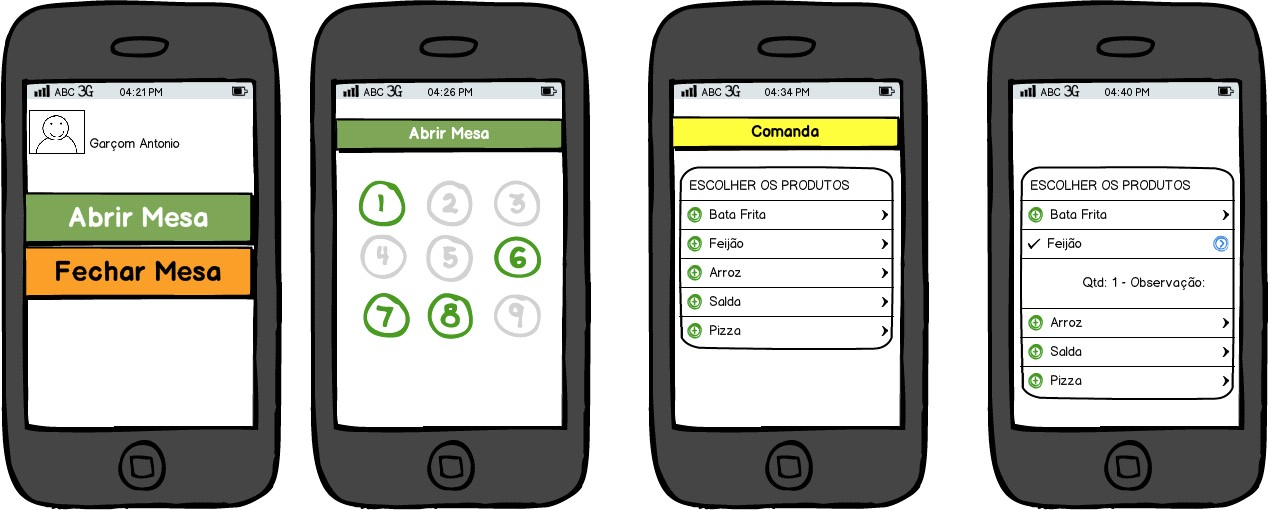 ABC 3G 04:21 PM
Garçom Antonio
Abrir Mesa
Fechar Mesa
ABC 3G 04:26 PM
Abrir Mesa
1 2 3
4 5 6
7 8 9
ABC 3G 04:34 PM
Comanda
ESCOLHER OS PRODUTOS
Bata Frita
Feijão
Arroz
Salda
Pizza
ABC 3G 04:40 PM
ESCOLHER OS PRODUTOS
Bata Frita
Feijão
Qtd: 1 - Observação:
Arroz
Salda
Pizza